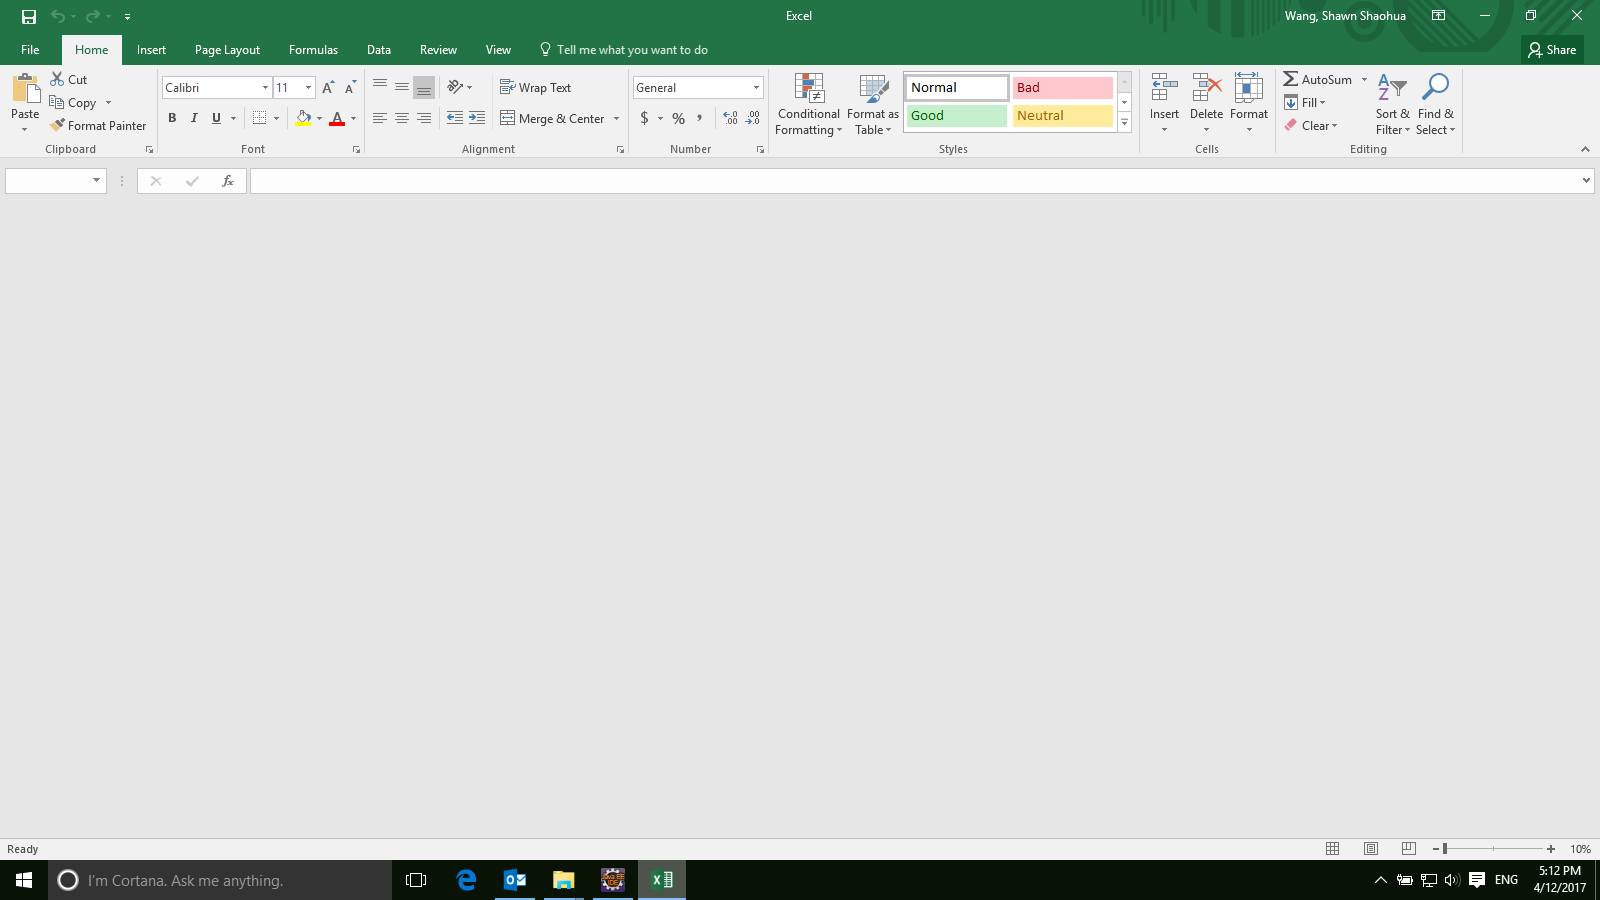 Excel
Wang, Shawn Shaohua
File Home Insert Page Layout Formulas Data Review View Tell me what you want to do Share
Paste
Cut
Copy
Format Painter
Clipboard
Calibri 11
B I U
Font
Wrap Text
Merge & Center
Alignment
General
$ % ,
Number
Conditional Formatting
Format as Table
Normal Bad
Good Neutral
Styles
Insert Delete Format
Cells
AutoSum
Fill
Clear
Sort & Filter
Find & Select
Editing
fx
Ready
10%
I'm Cortana. Ask me anything.
ENG
5:12 PM
4/12/2017